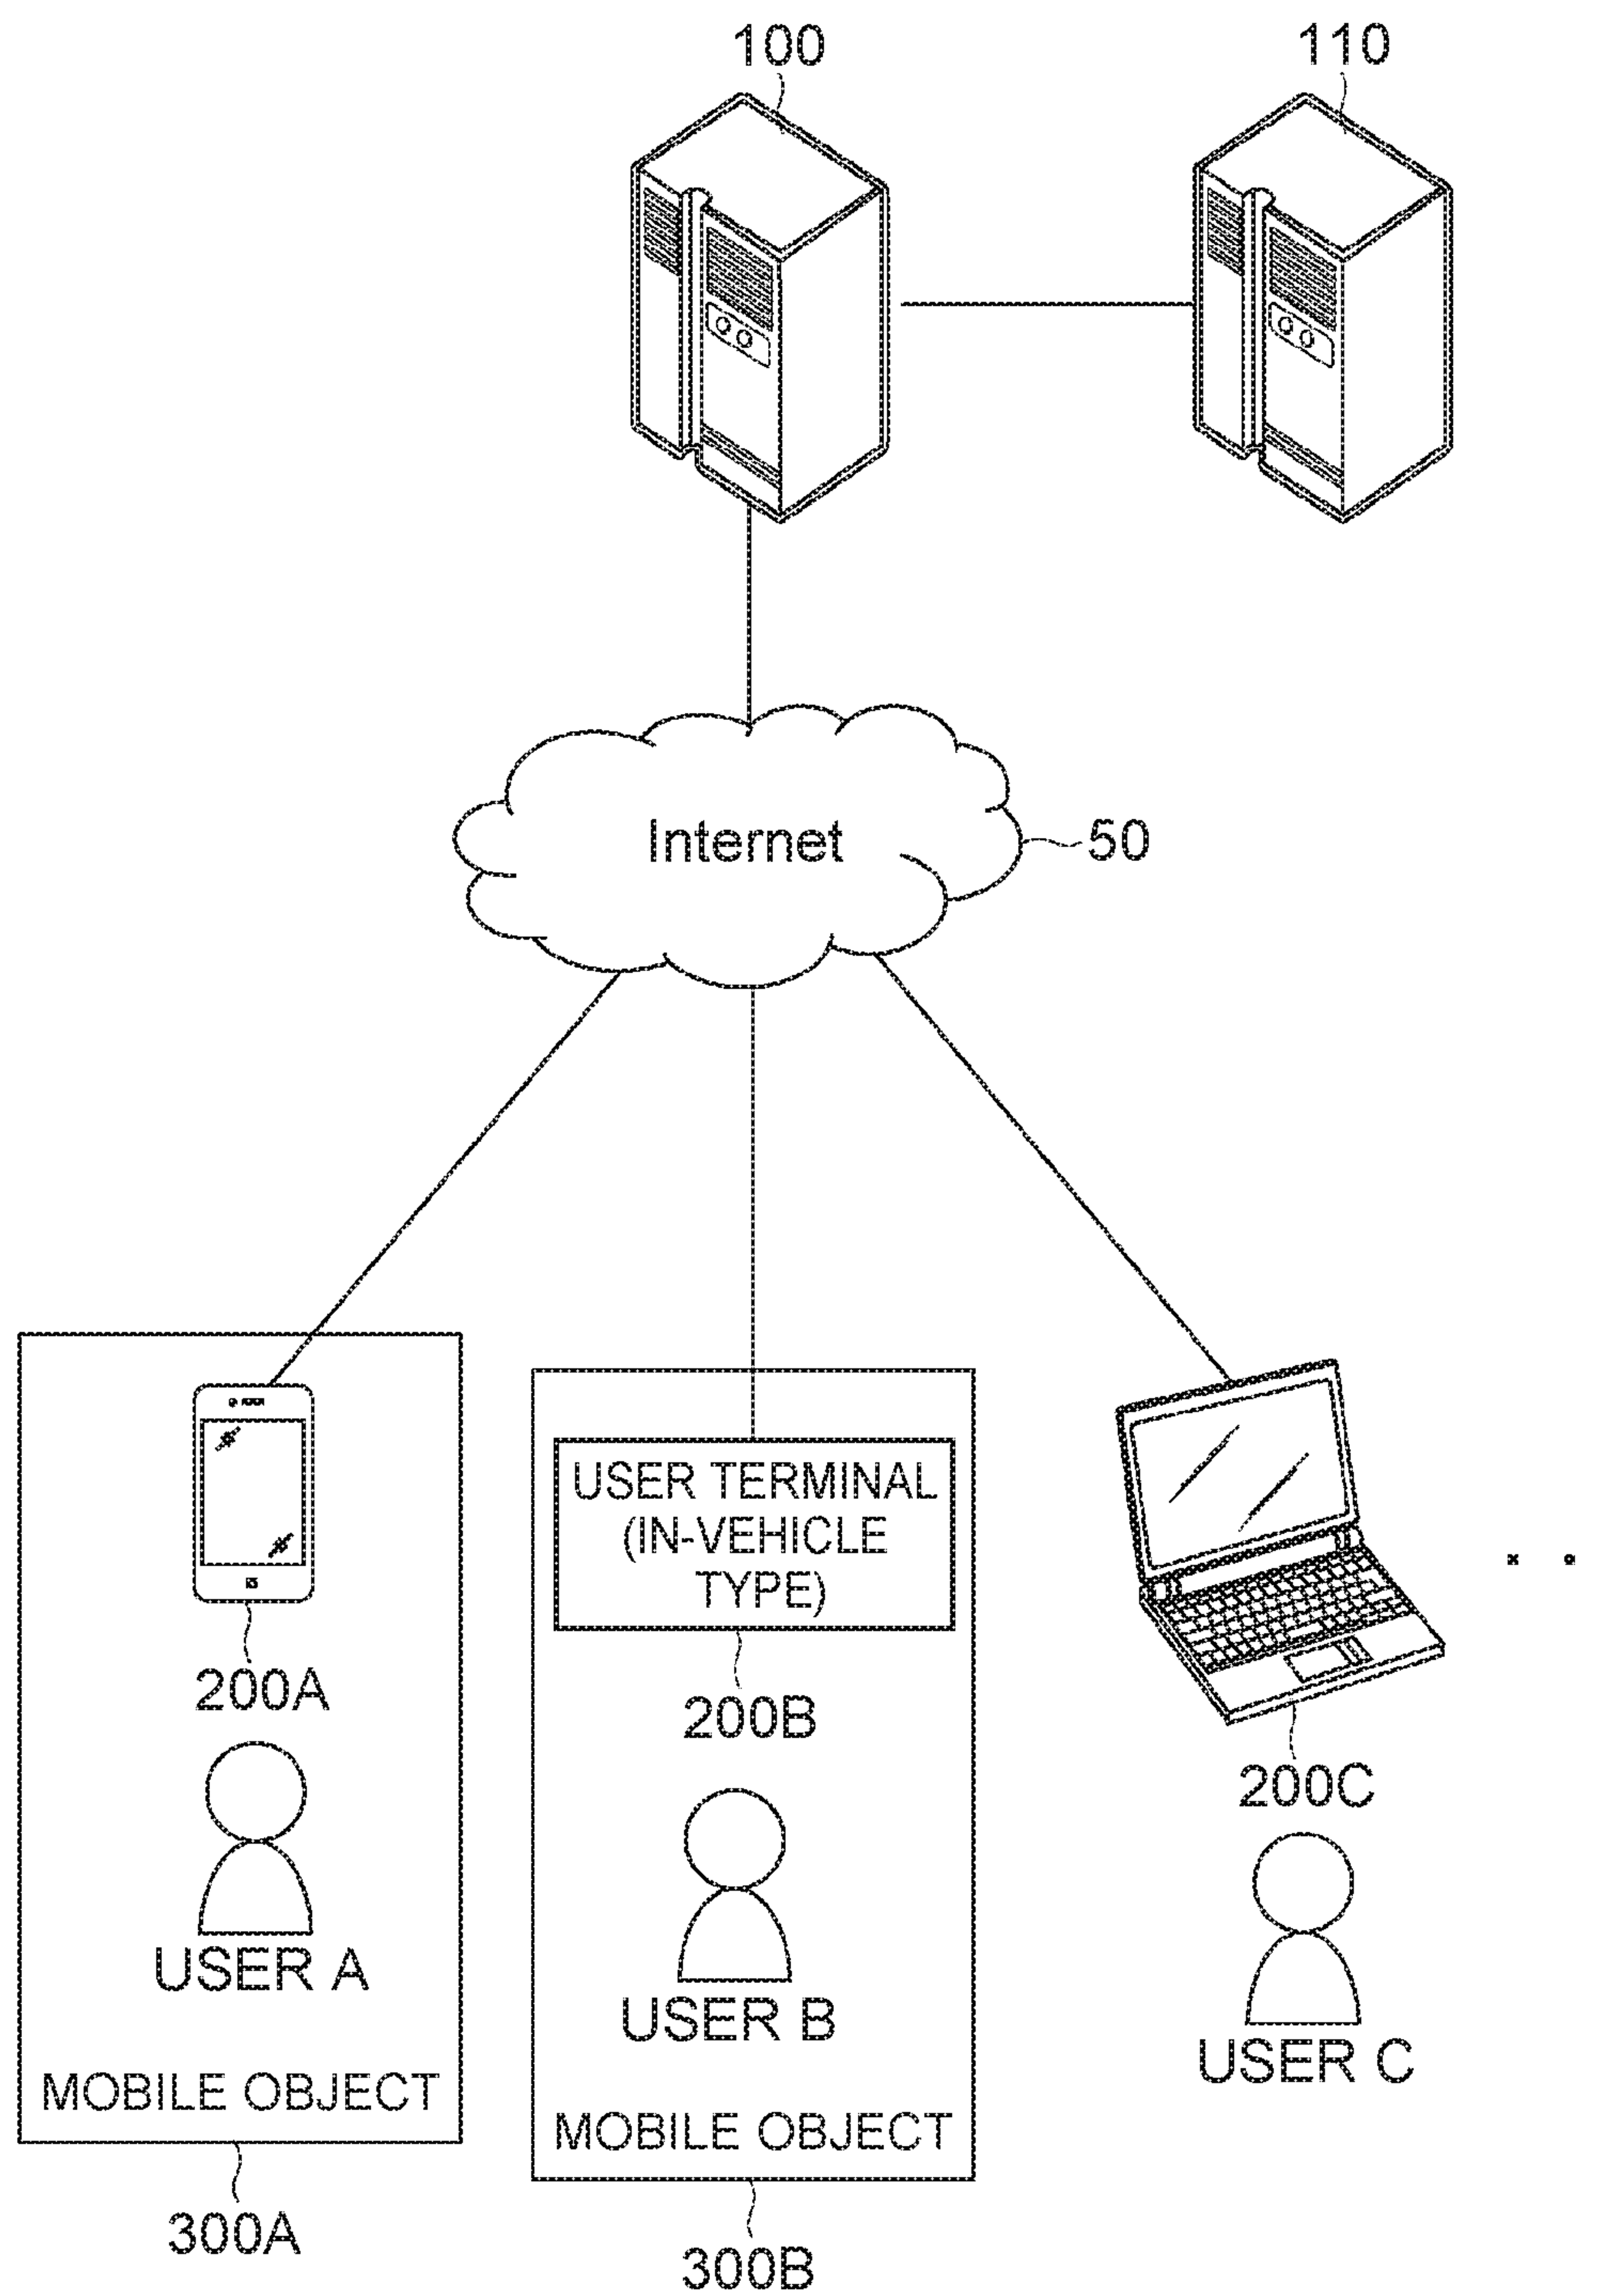 100
110
Internet
50
USER TERMINAL
(IN-VEHICLE
TYPE)
200A
200B
200C
USER A
USER B
USER C
MOBILE OBJECT
MOBILE OBJECT
300A
300B